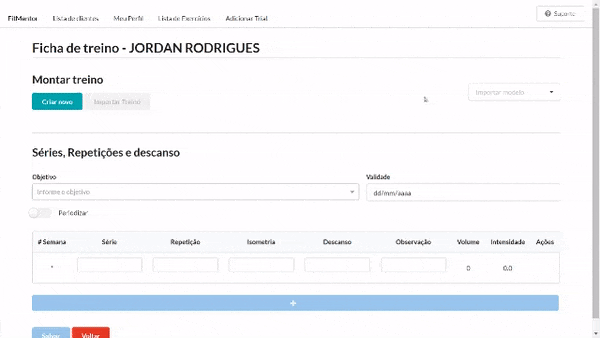 FitMentor Lista de clientes Meu Perfil Lista de Exercícios Adicionar Trial Suporte
Ficha de treino - JORDAN RODRIGUES
Montar treino
Criar novo Importar modelo
Séries, Repetições e descanso
Objetivo Validade
Informe o objetivo dd/mm/aaaa
Periodizar
# Semana Série Repetição Isometria Descanso Observação Volume Intensidade Ações
* 0 0.0
+
Salvar Voltar